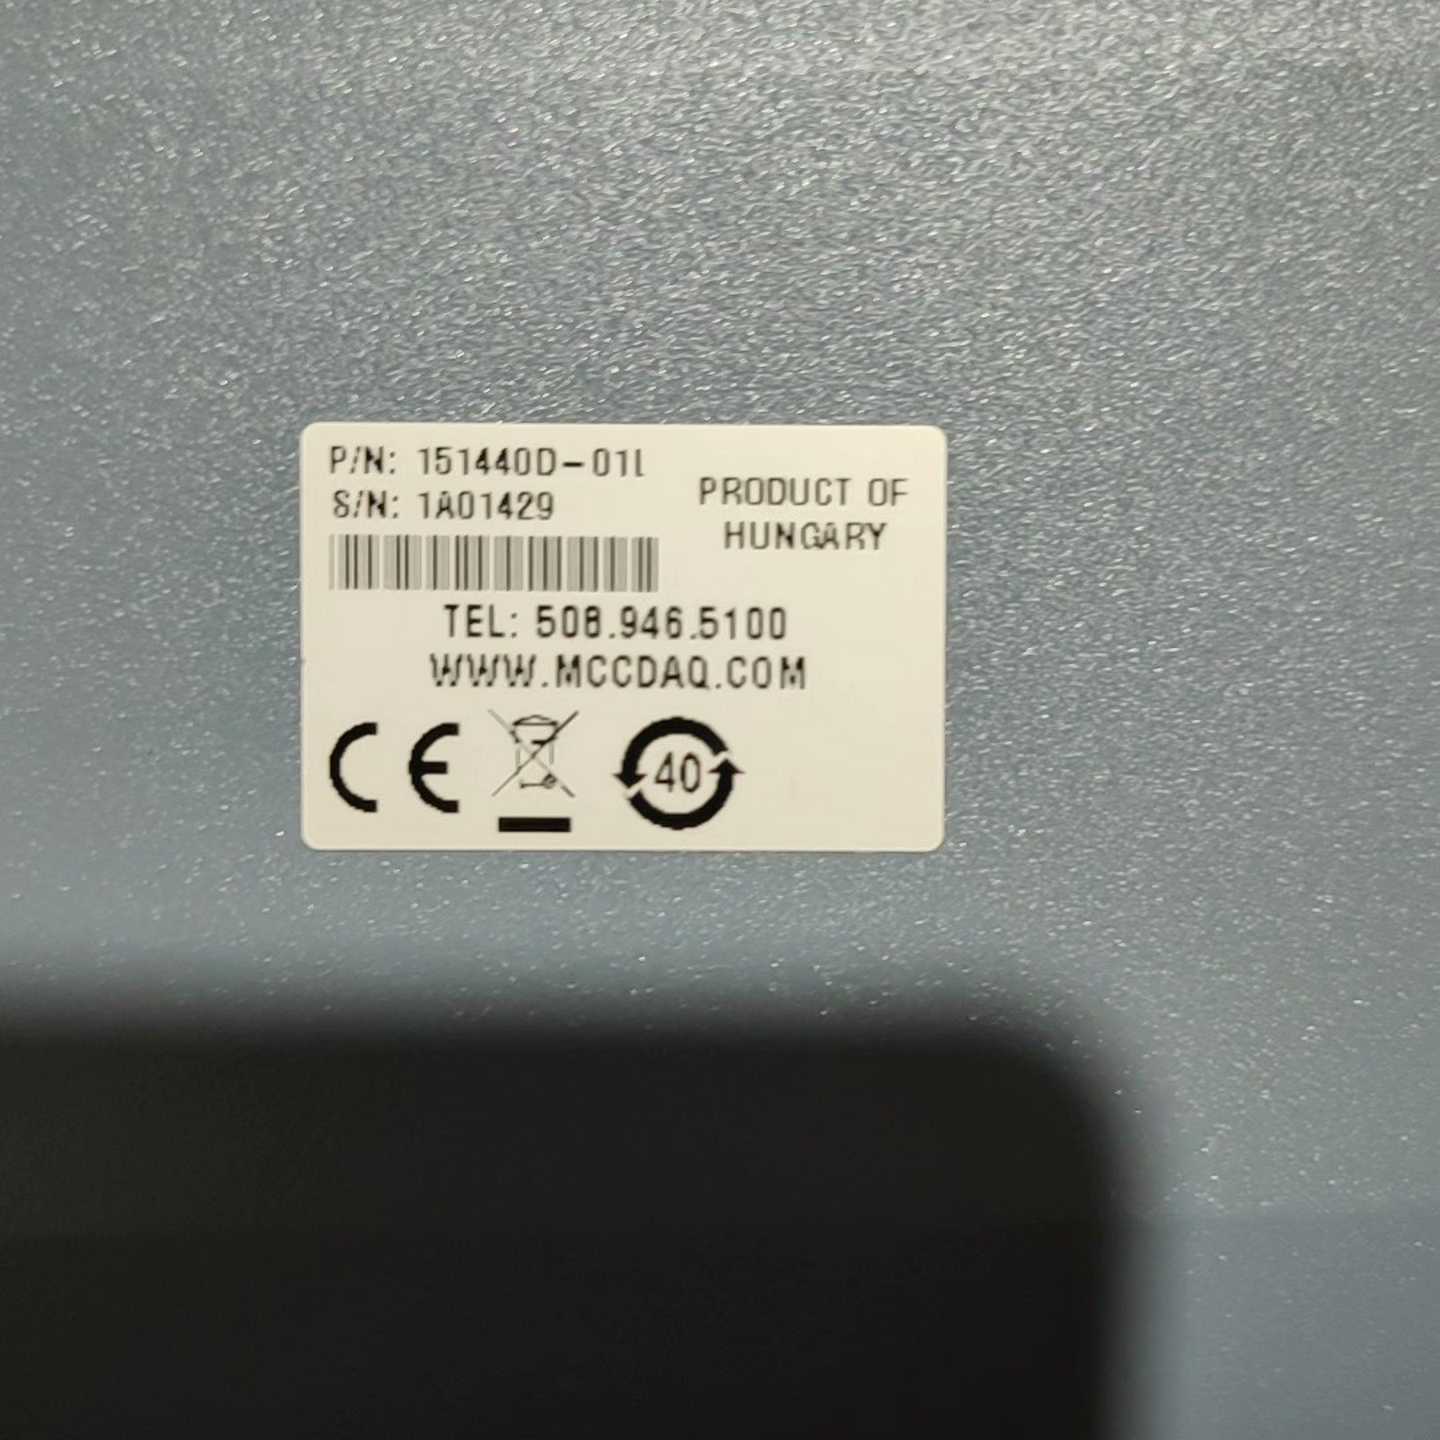 P/N: 151440D-01L
S/N: 1A01429
PRODUCT OF
HUNGARY
TEL: 508.946.5100
WWW.MCCDAQ.COM
CE
40